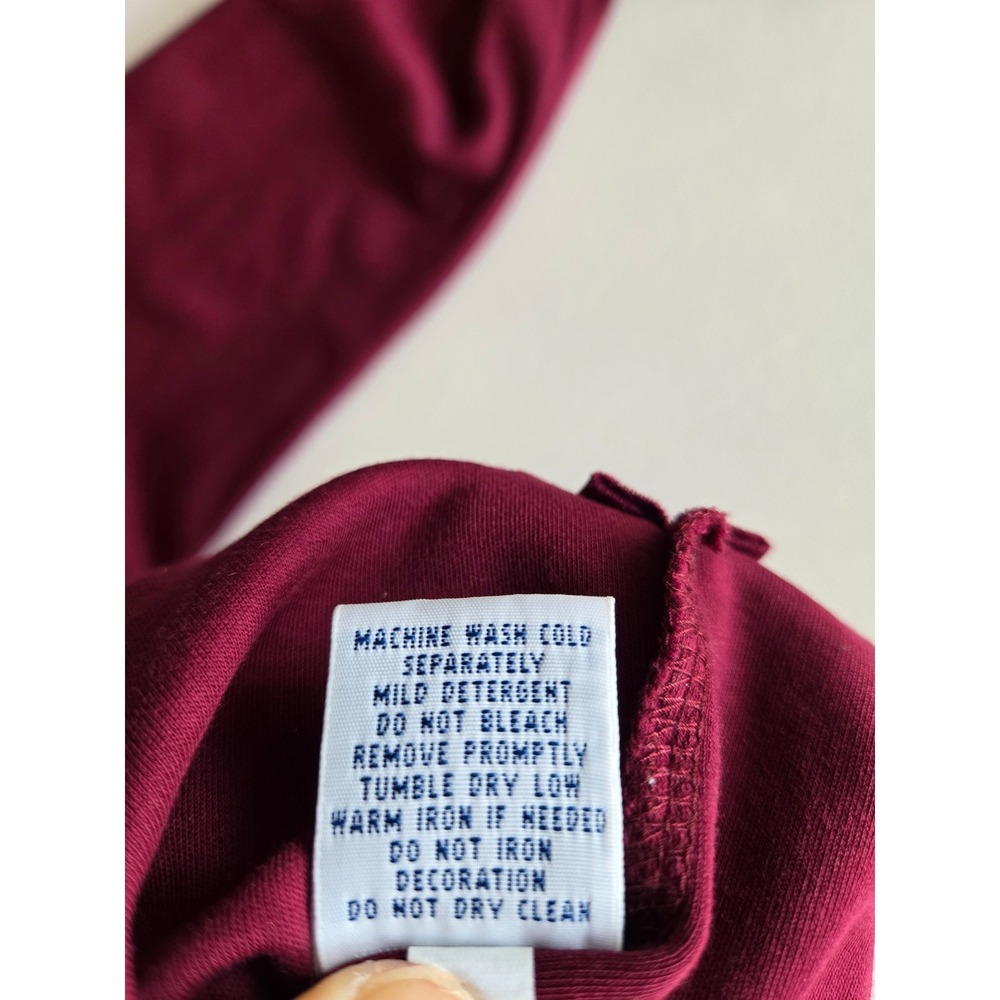 MACHINE WASH COLD
SEPARATELY
MILD DETERGENT
DO NOT BLEACH
REMOVE PROMPTLY
TUMBLE DRY LOW
WARM IRON IF NEEDED
DO NOT IRON
DECORATION
DO NOT DRY CLEAN